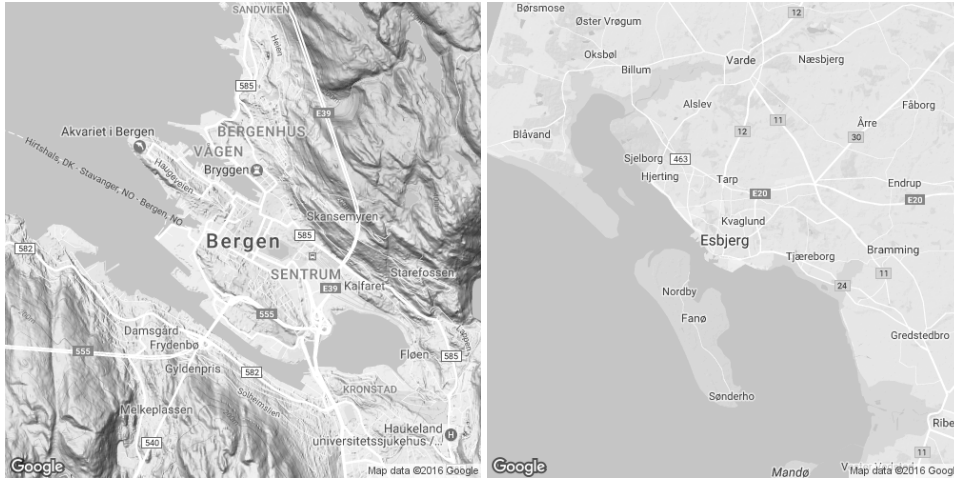 SANDVIKEN
Heien
585
E39
BERGENHUS
VÅGEN
Akvariet i Bergen
Bryggen
Haugeveien
Hirtshals, DK - Stavanger, NO - Bergen, NO
Skansemyren
585
Bergen
582
SENTRUM
Starefossen
E39
Kalfaret
555
Damsgård
Frydenbø
555
Gyldenpris
582
Fløen
585
KRONSTAD
Solheimslien
Melkeplassen
540
Haukeland
universitetssjukehus /...
H
Google
Map data ©2016 Google
Børsmose
Øster Vrøgum
12
Oksbøl
Varde
Næsbjerg
Billum
Alslev
Fåborg
11
12
Årre
30
Blåvand
Sjelborg
463
Hjerting
Tarp
E20
Endrup
E20
Kvaglund
Esbjerg
Bramming
Tjæreborg
11
24
Nordby
Fanø
Gredstedbro
Sønderho
Ribe
11
Mandø
Google
Map data ©2016 Google